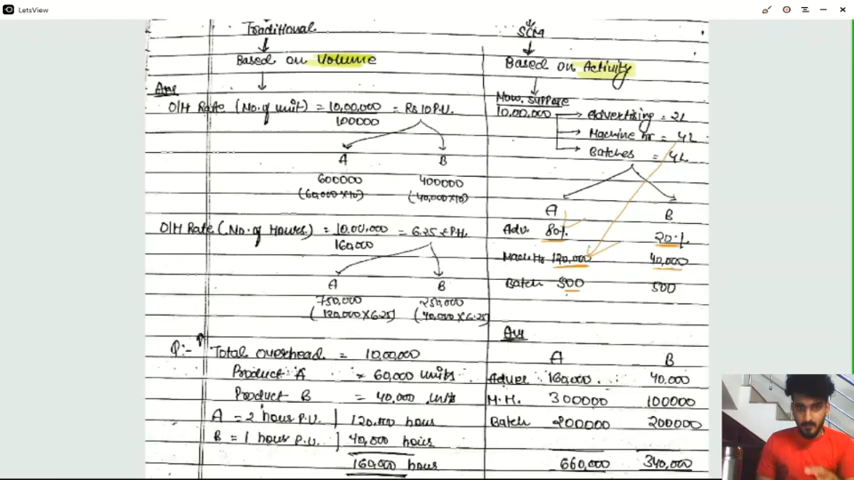 LetsView
Traditional
Based on Volume
Ans
O/H Rate (No. of unit) = 10,00,000 = Rs 10 P.U.
100000
A B
600000 400000
(60,000 x 10) (40,000 x 10)
O/H Rate (No. of Hours) = 10,00,000 = 6.25 ₹ P.H.
160,000
A B
750,000 250,000
(120,000 x 6.25) (40,000 x 6.25)
P:- Total overhead = 10,00,000
Product A = 60,000 units
Product B = 40,000 units
A = 2 hour P.U. | 120,000 hours
B = 1 hour P.U. | 40,000 hours
160,000 hours
SCM
Based on Activity
Now, suppose
10,00,000 → Advertising = 2L
→ Machine hr = 4L
→ Batches = 4L
A B
Adv. 80% 20%
Mach Hr 120,000 40,000
Batch 500 500
Ans
A B
Adver. 160,000 40,000
M.H. 300000 100000
Batch 200000 200000
660,000 340,000